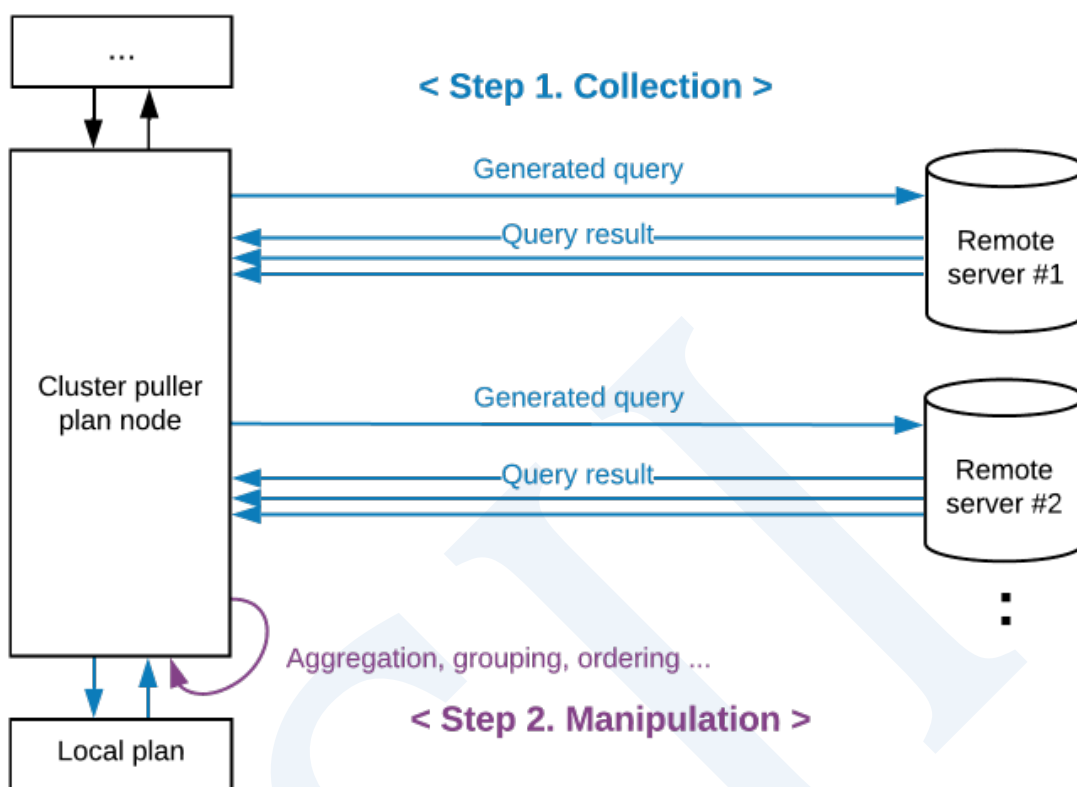 ...
< Step 1. Collection >
Generated query
Query result
Remote
server #1
Cluster puller
plan node
Generated query
Query result
Remote
server #2
:
Aggregation, grouping, ordering ...
< Step 2. Manipulation >
Local plan